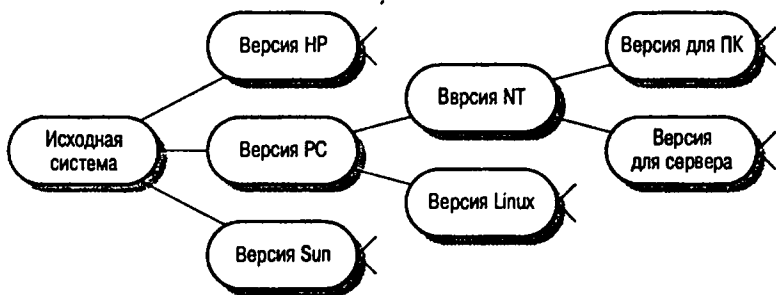 Версия HP
Версия для ПК
Вврсия NT
Исходная
система
Версия PC
Версия
для сервера
Версия Linux
Версия Sun